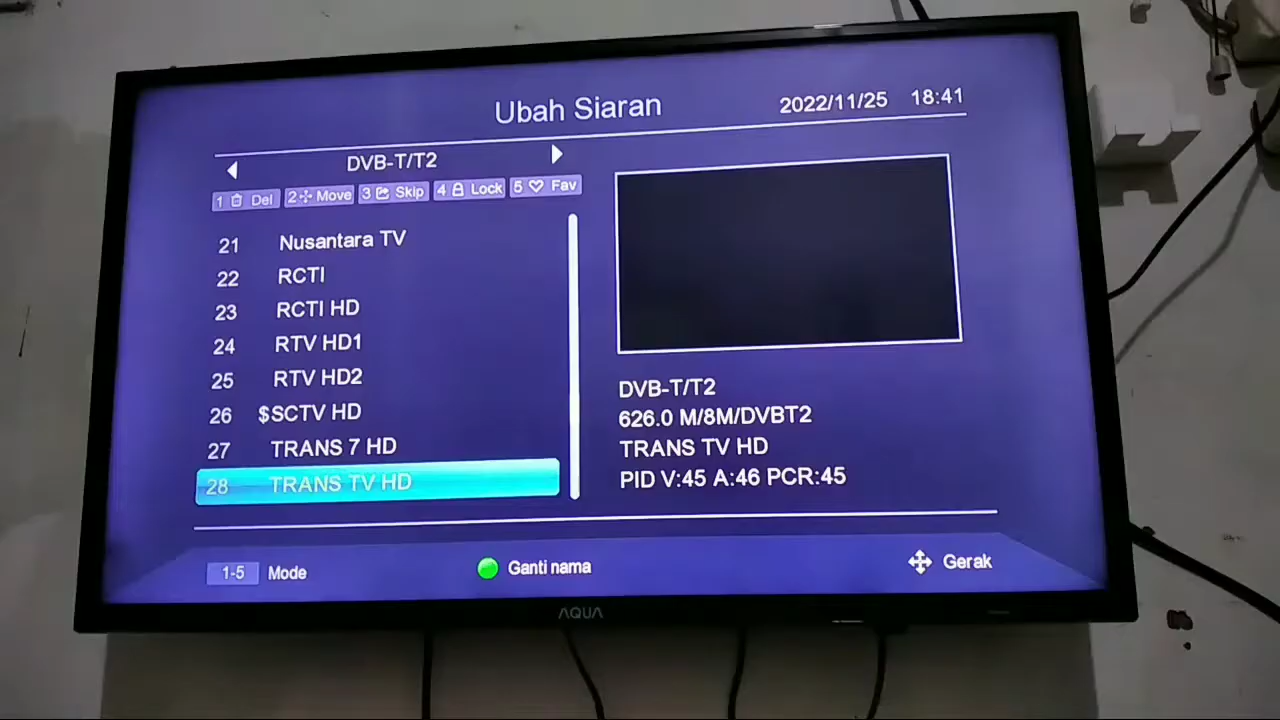 Ubah Siaran
2022/11/25 18:41
DVB-T/T2
1 Del 2 Move 3 Skip 4 Lock 5 Fav
21 Nusantara TV
22 RCTI
23 RCTI HD
24 RTV HD1
25 RTV HD2
26 $SCTV HD
27 TRANS 7 HD
28 TRANS TV HD
DVB-T/T2
626.0 M/8M/DVBT2
TRANS TV HD
PID V:45 A:46 PCR:45
1-5 Mode
Ganti nama
Gerak
AQUA